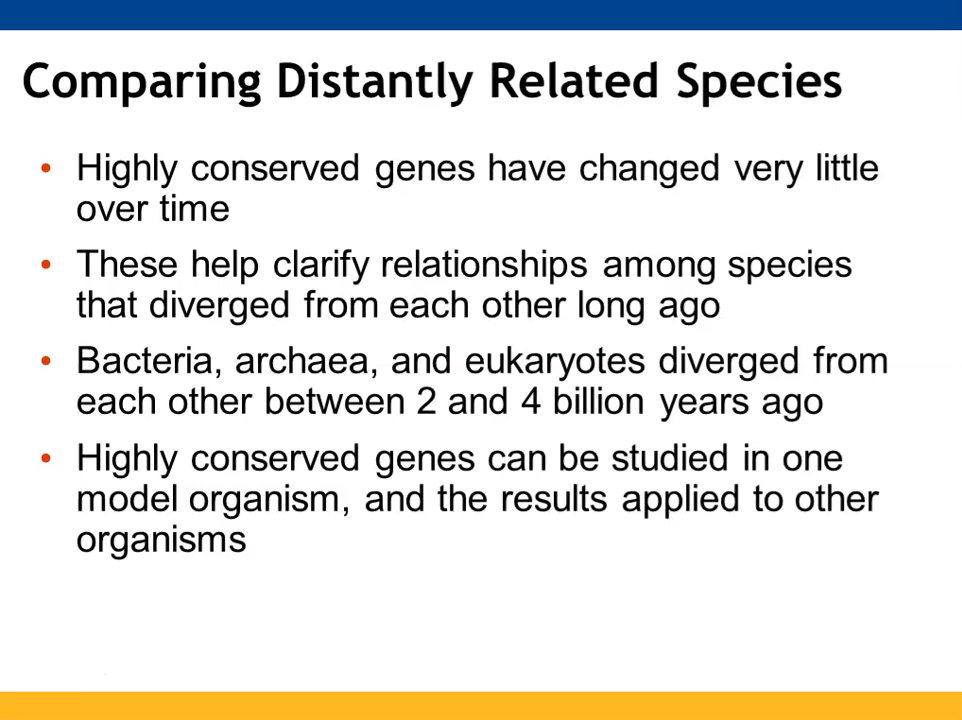 Comparing Distantly Related Species
• Highly conserved genes have changed very little
over time
• These help clarify relationships among species
that diverged from each other long ago
• Bacteria, archaea, and eukaryotes diverged from
each other between 2 and 4 billion years ago
• Highly conserved genes can be studied in one
model organism, and the results applied to other
organisms